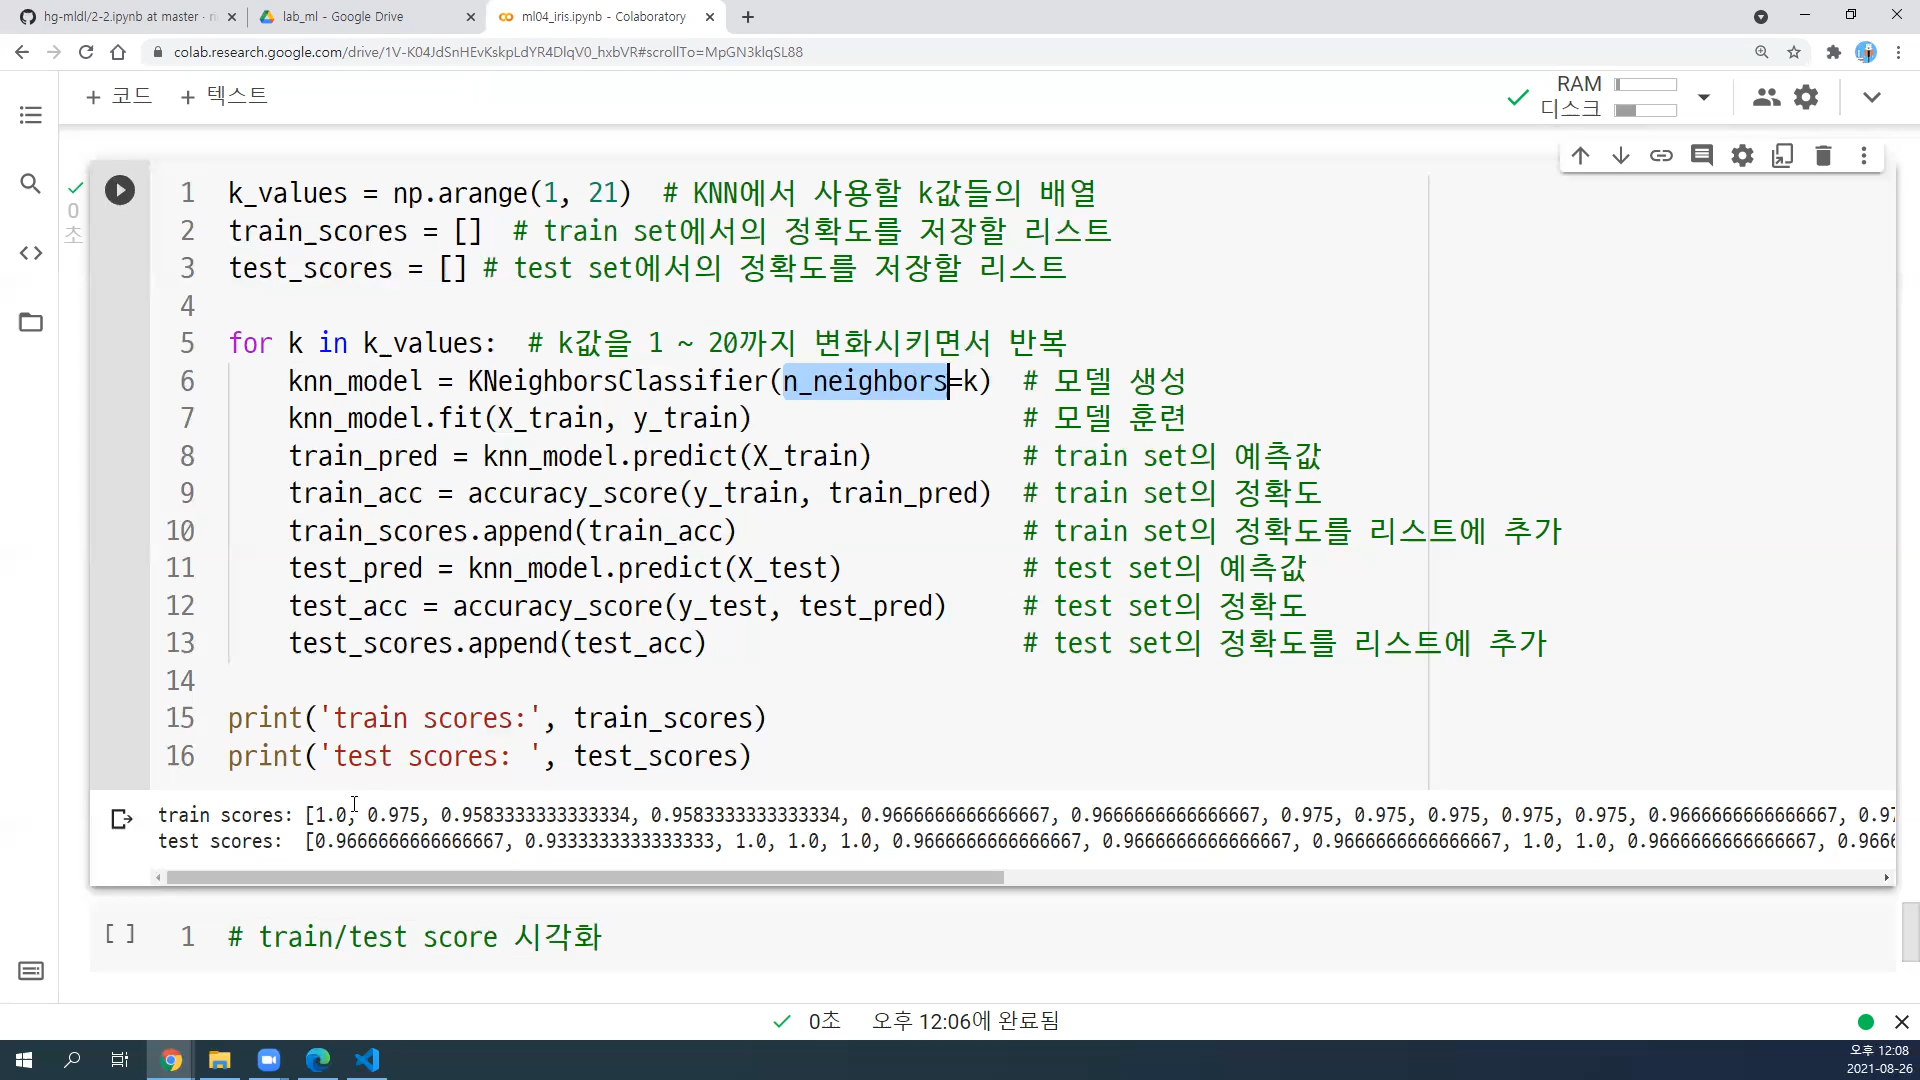 hg-mldl/2-2.ipynb at master · ri
lab_ml - Google Drive
ml04_iris.ipynb - Colaboratory
colab.research.google.com/drive/1V-K04JdSnHEvKskpLdYR4DlqV0_hxbVR#scrollTo=MpGN3klqSL88
+ 코드 + 텍스트
RAM
디스크
0
초
1 k_values = np.arange(1, 21)  # KNN에서 사용할 k값들의 배열
2 train_scores = []  # train set에서의 정확도를 저장할 리스트
3 test_scores = [] # test set에서의 정확도를 저장할 리스트
4
5 for k in k_values:  # k값을 1 ~ 20까지 변화시키면서 반복
6     knn_model = KNeighborsClassifier(n_neighbors=k)  # 모델 생성
7     knn_model.fit(X_train, y_train)                  # 모델 훈련
8     train_pred = knn_model.predict(X_train)          # train set의 예측값
9     train_acc = accuracy_score(y_train, train_pred)  # train set의 정확도
10     train_scores.append(train_acc)                   # train set의 정확도를 리스트에 추가
11     test_pred = knn_model.predict(X_test)            # test set의 예측값
12     test_acc = accuracy_score(y_test, test_pred)     # test set의 정확도
13     test_scores.append(test_acc)                     # test set의 정확도를 리스트에 추가
14
15 print('train scores:', train_scores)
16 print('test scores: ', test_scores)
train scores: [1.0, 0.975, 0.9583333333333334, 0.9583333333333334, 0.9666666666666667, 0.9666666666666667, 0.975, 0.975, 0.975, 0.975, 0.975, 0.9666666666666667, 0.97
test scores:  [0.9666666666666667, 0.9333333333333333, 1.0, 1.0, 1.0, 0.9666666666666667, 0.9666666666666667, 0.9666666666666667, 1.0, 1.0, 0.9666666666666667, 0.9666
[ ] 1 # train/test score 시각화
0초 오후 12:06에 완료됨
오후 12:08
2021-08-26